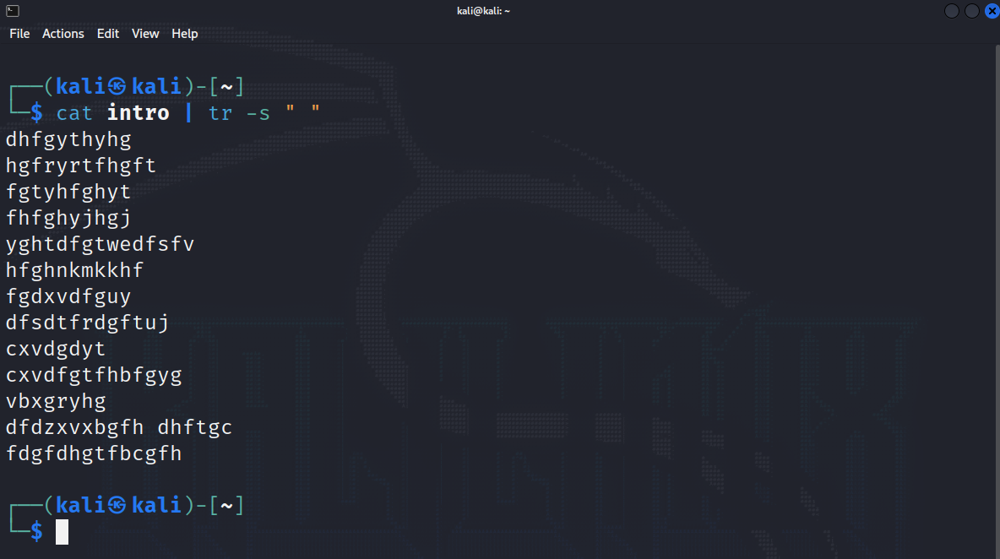 kali@kali: ~
File Actions Edit View Help
┌──(kali㉿kali)-[~]
└─$ cat intro | tr -s " "
dhfgythyhg
hgfryrtfhgft
fgtyhfghyt
fhfghyjhgj
yghtdfgtwedfsfv
hfghnkmkkhf
fgdxvdfguy
dfsdtfrdgftuj
cxvdgdyt
cxvdfgtfhbfgyg
vbxgryhg
dfdzxvxbgfh dhftgc
fdgfdhgtfbcgfh
┌──(kali㉿kali)-[~]
└─$